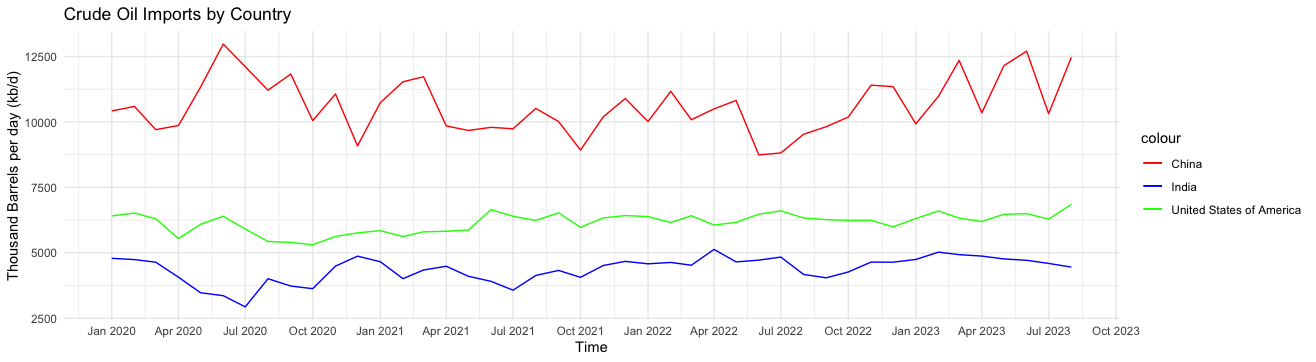 Crude Oil Imports by Country
Thousand Barrels per day (kb/d)
12500
10000
7500
5000
2500
Jan 2020 Apr 2020 Jul 2020 Oct 2020 Jan 2021 Apr 2021 Jul 2021 Oct 2021 Jan 2022 Apr 2022 Jul 2022 Oct 2022 Jan 2023 Apr 2023 Jul 2023 Oct 2023
Time
colour
China
India
United States of America